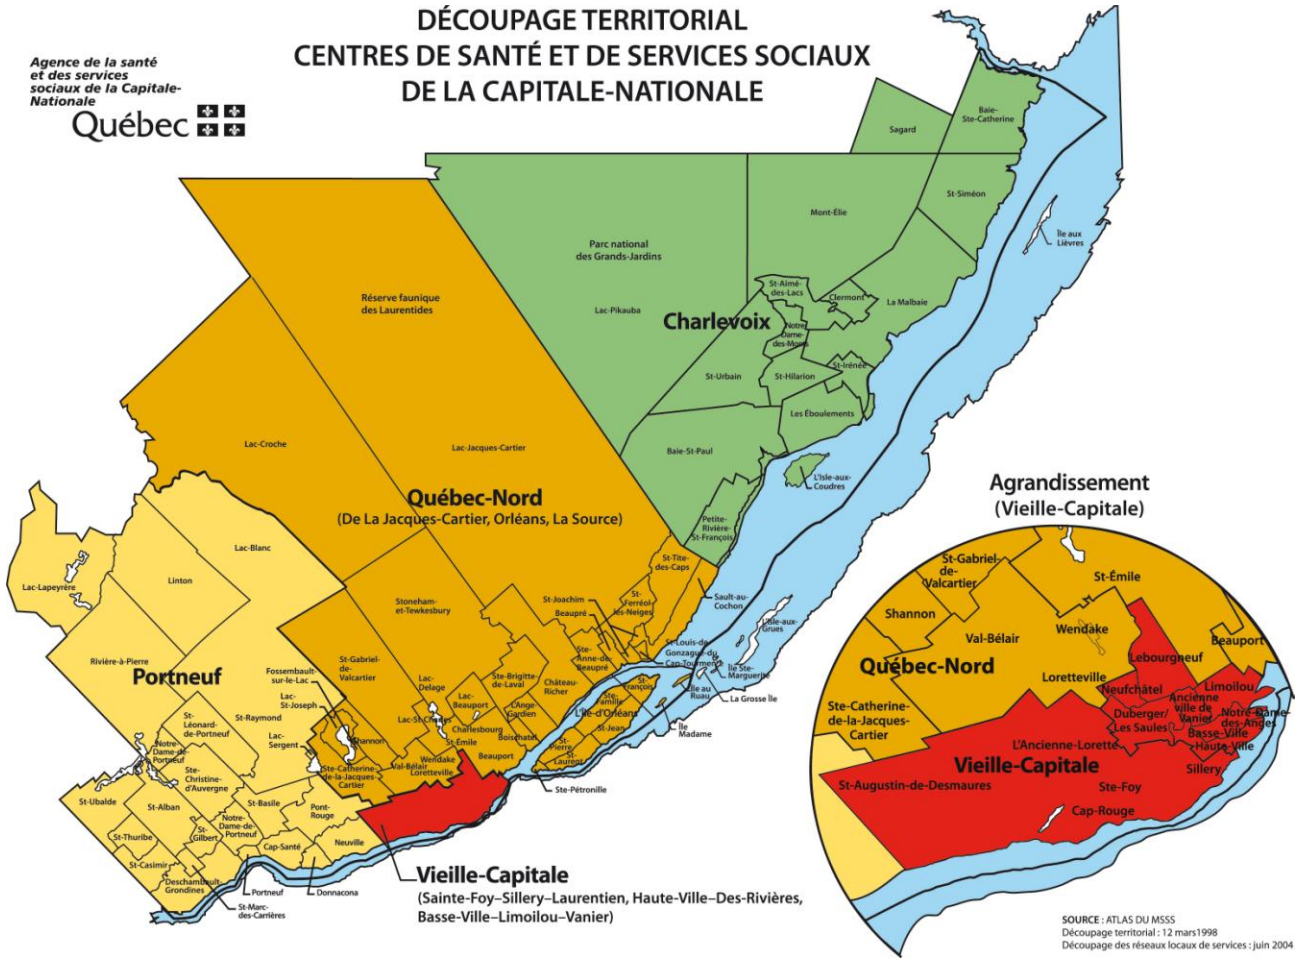 DÉCOUPAGE TERRITORIAL
CENTRES DE SANTÉ ET DE SERVICES SOCIAUX
DE LA CAPITALE-NATIONALE
Agence de la santé
et des services
sociaux de la Capitale-
Nationale
Québec
Sagard
Baie-
Ste-Catherine
St-Siméon
Mont-Élie
Île aux
Lièvres
Parc national
des Grands-Jardins
Lac-Pikauba
St-Aimé-
des-Lacs
Clermont
La Malbaie
Charlevoix
Notre
Dame-
des-Monts
St-Irénée
St-Urbain
St-Hilarion
Les Éboulements
Baie-St-Paul
L'Isle-aux-
Coudres
Petite-
Rivière-
St-François
Réserve faunique
des Laurentides
Lac-Croche
Lac-Jacques-Cartier
Québec-Nord
(De La Jacques-Cartier, Orléans, La Source)
St-Tite-
des-Caps
Sault-au-
Cochon
St-Joachim
Beaupré
St-
Ferréol-
les-Neiges
Stoneham-
et-Tewkesbury
L'Isle-aux-
Grues
St-Louis-de-
Gonzague-du
Cap-Tourmente
Île Ste-
Marguerite
La Grosse Île
L'Île au
Ruau
Île
Madame
Ste-
Anne-de-
Beaupré
Ste-Brigitte-
de-Laval
Château-
Richer
St-Gabriel-
de-
Valcartier
Lac-
Delage
Lac-
Beauport
L'Ange-
Gardien
St-
François
Ste-
Famille
L'Île-d'Orléans
St-Jean
St-
Pierre
St-
Laurent
Ste-Pétronille
Lac-St-Charles
Charlesbourg
Boischatel
St-Émile
Beauport
Wendake
Val-Bélair
Loretteville
Shannon
Ste-Catherine-
de-la-Jacques-
Cartier
Fossembault-
sur-le-Lac
Lac-
St-Joseph
Lac-
Sergent
Lac-Blanc
Lac-Lapeyrère
Linton
Rivière-à-Pierre
Portneuf
St-
Léonard-
de-Portneuf
St-Raymond
Notre-
Dame-de-
Portneuf
Ste-
Christine-
d'Auvergne
St-Ubalde
St-Alban
St-Basile
Pont-
Rouge
St-Thuribe
St-
Gilbert
Notre-
Dame-de-
Portneuf
Cap-Santé
Neuville
St-Casimir
Deschambault-
Grondines
Portneuf
Donnacona
St-Marc-
des-Carrières
Vieille-Capitale
(Sainte-Foy–Sillery–Laurentien, Haute-Ville–Des-Rivières,
Basse-Ville–Limoilou–Vanier)
Agrandissement
(Vieille-Capitale)
St-Gabriel-
de-
Valcartier
St-Émile
Shannon
Val-Bélair
Wendake
Beauport
Québec-Nord
Lebourgneuf
Loretteville
Neufchâtel
Limoilou
Ste-Catherine-
de-la-Jacques-
Cartier
Ancienne
ville de
Vanier
Duberger/
Les Saules
Notre-Dame-
des-Anges
Basse-Ville
Haute-Ville
L'Ancienne-Lorette
Vieille-Capitale
Sillery
St-Augustin-de-Desmaures
Ste-Foy
Cap-Rouge
SOURCE : ATLAS DU MSSS
Découpage territorial : 12 mars1998
Découpage des réseaux locaux de services : juin 2004